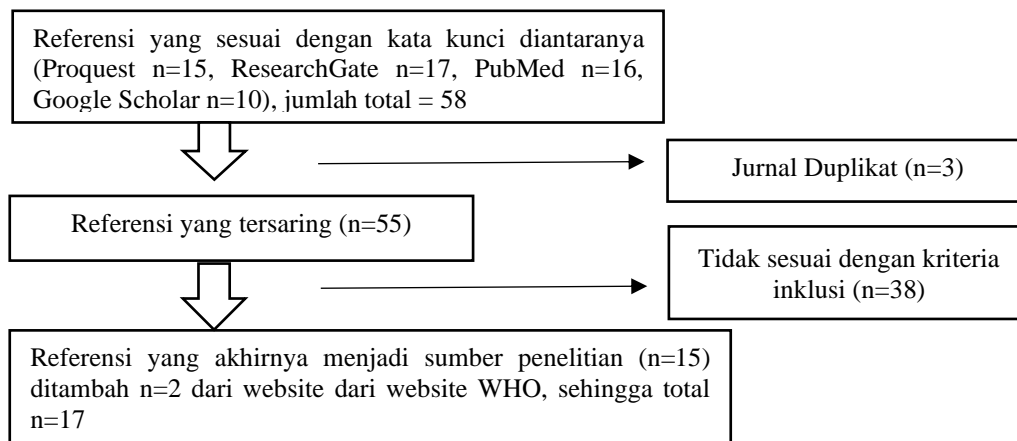 Referensi yang sesuai dengan kata kunci diantaranya
(Proquest n=15, ResearchGate n=17, PubMed n=16,
Google Scholar n=10), jumlah total = 58
Jurnal Duplikat (n=3)
Referensi yang tersaring (n=55)
Tidak sesuai dengan kriteria
inklusi (n=38)
Referensi yang akhirnya menjadi sumber penelitian (n=15)
ditambah n=2 dari website dari website WHO, sehingga total
n=17